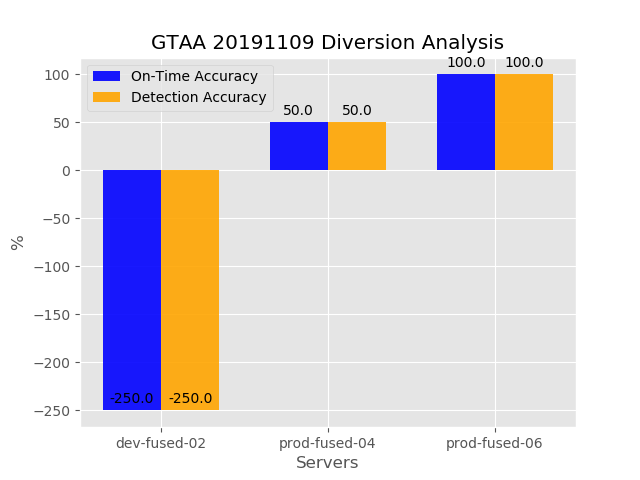 GTAA 20191109 Diversion Analysis
On-Time Accuracy
Detection Accuracy
100
50
0
−50
−100
−150
−200
−250
%
-250.0
-250.0
50.0
50.0
100.0
100.0
dev-fused-02
prod-fused-04
prod-fused-06
Servers